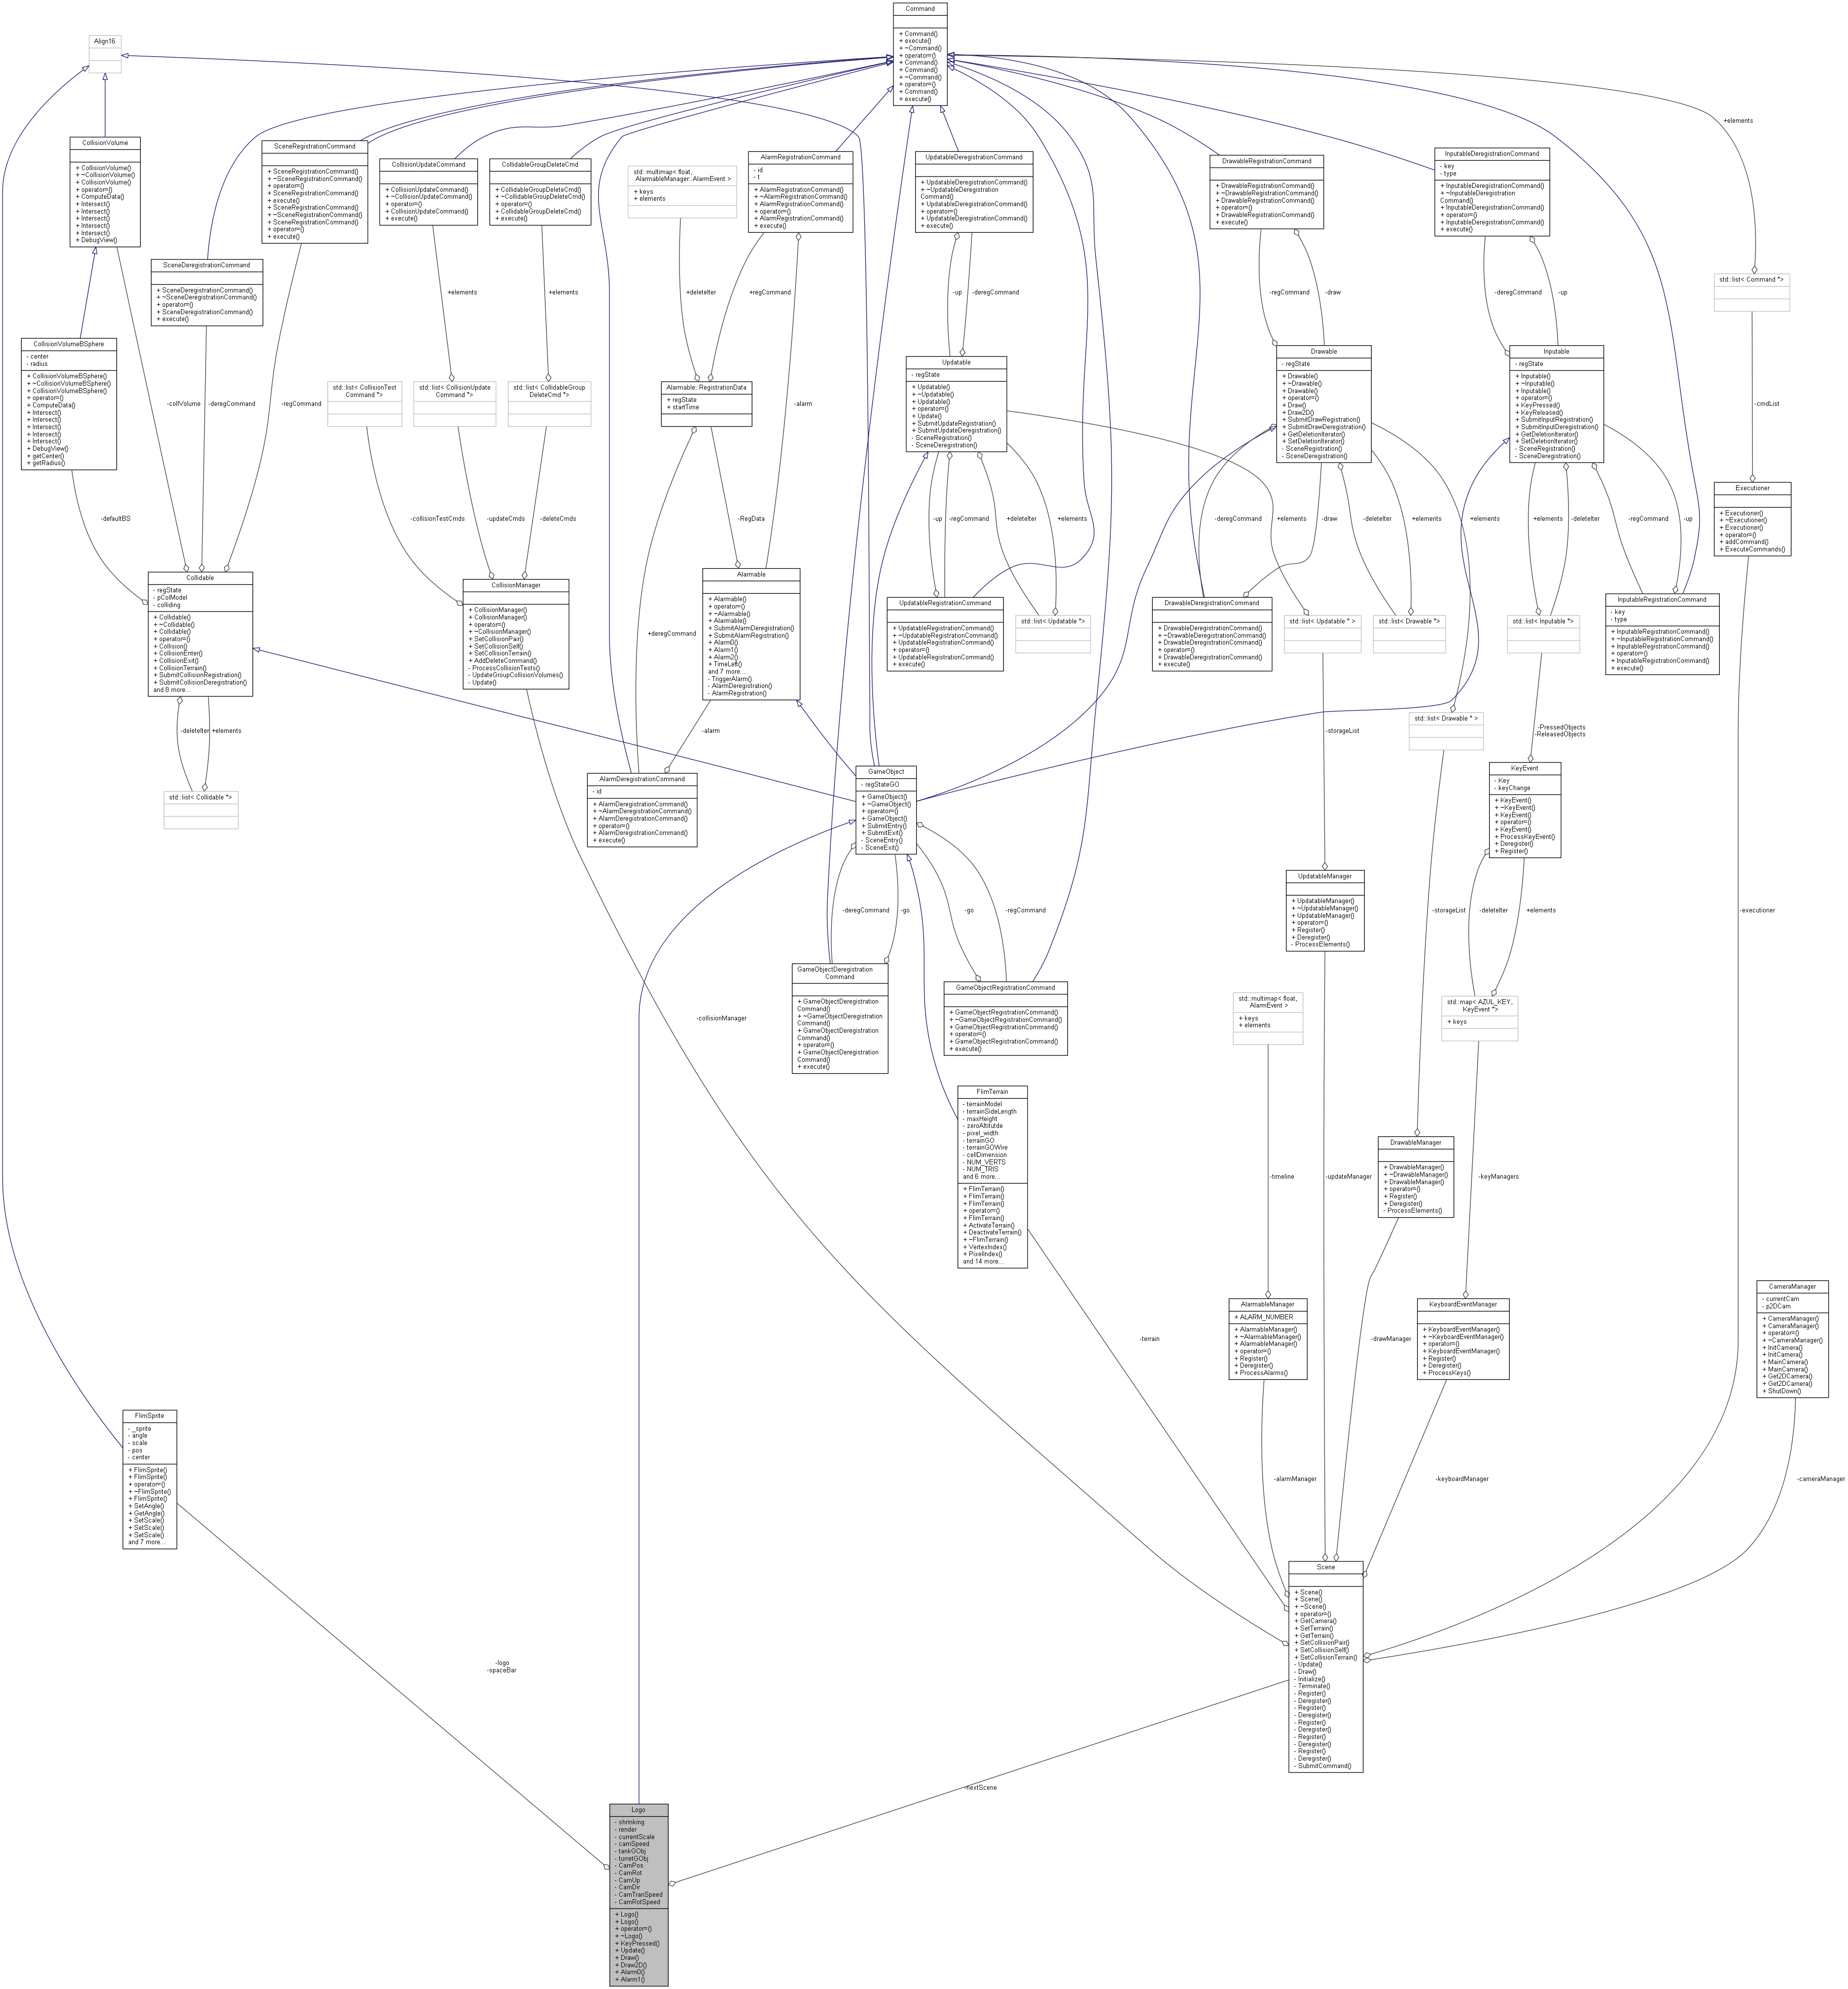 Command
+ Command()
+ execute()
+ ~Command()
+ operator=()
+ Command()
+ Command()
+ ~Command()
+ operator=()
+ Command()
+ execute()
Align16
CollisionVolume
+ CollisionVolume()
+ ~CollisionVolume()
+ CollisionVolume()
+ operator=()
+ ComputeData()
+ Intersect()
+ Intersect()
+ Intersect()
+ Intersect()
+ Intersect()
+ DebugView()
SceneRegistrationCommand
+ SceneRegistrationCommand()
+ ~SceneRegistrationCommand()
+ operator=()
+ SceneRegistrationCommand()
+ execute()
+ SceneRegistrationCommand()
+ ~SceneRegistrationCommand()
+ SceneRegistrationCommand()
+ operator=()
+ execute()
CollisionUpdateCommand
+ CollisionUpdateCommand()
+ ~CollisionUpdateCommand()
+ operator=()
+ CollisionUpdateCommand()
+ execute()
CollidableGroupDeleteCmd
+ CollidableGroupDeleteCmd()
+ ~CollidableGroupDeleteCmd()
+ operator=()
+ CollidableGroupDeleteCmd()
+ execute()
std::multimap< float,
AlarmableManager::AlarmEvent >
+ keys
+ elements
AlarmRegistrationCommand
- id
- t
+ AlarmRegistrationCommand()
+ ~AlarmRegistrationCommand()
+ AlarmRegistrationCommand()
+ operator=()
+ AlarmRegistrationCommand()
+ execute()
UpdatableDeregistrationCommand
+ UpdatableDeregistrationCommand()
+ ~UpdatableDeregistration
Command()
+ UpdatableDeregistrationCommand()
+ operator=()
+ UpdatableDeregistrationCommand()
+ execute()
DrawableRegistrationCommand
+ DrawableRegistrationCommand()
+ ~DrawableRegistrationCommand()
+ DrawableRegistrationCommand()
+ operator=()
+ DrawableRegistrationCommand()
+ execute()
InputableDeregistrationCommand
- key
- type
+ InputableDeregistrationCommand()
+ ~InputableDeregistration
Command()
+ InputableDeregistrationCommand()
+ operator=()
+ InputableDeregistrationCommand()
+ execute()
+elements
std::list< Command *>
SceneDeregistrationCommand
+ SceneDeregistrationCommand()
+ ~SceneDeregistrationCommand()
+ operator=()
+ SceneDeregistrationCommand()
+ execute()
+elements
+elements
+deleteIter
+regCommand
-up
-deregCommand
-regCommand
-draw
-deregCommand
-up
CollisionVolumeBSphere
- center
- radius
+ CollisionVolumeBSphere()
+ ~CollisionVolumeBSphere()
+ CollisionVolumeBSphere()
+ operator=()
+ ComputeData()
+ Intersect()
+ Intersect()
+ Intersect()
+ Intersect()
+ Intersect()
+ DebugView()
+ getCenter()
+ getRadius()
-collVolume
-deregCommand
-regCommand
std::list< CollisionTest
Command *>
std::list< CollisionUpdate
Command *>
std::list< CollidableGroup
DeleteCmd *>
Alarmable::RegistrationData
+ regState
+ startTime
-alarm
Updatable
- regState
+ Updatable()
+ ~Updatable()
+ Updatable()
+ operator=()
+ Update()
+ SubmitUpdateRegistration()
+ SubmitUpdateDeregistration()
- SceneRegistration()
- SceneDeregistration()
Drawable
- regState
+ Drawable()
+ ~Drawable()
+ Drawable()
+ operator=()
+ Draw()
+ Draw2D()
+ SubmitDrawRegistration()
+ SubmitDrawDeregistration()
+ GetDeletionIterator()
+ SetDeletionIterator()
- SceneRegistration()
- SceneDeregistration()
Inputable
- regState
+ Inputable()
+ ~Inputable()
+ Inputable()
+ operator=()
+ KeyPressed()
+ KeyReleased()
+ SubmitInputRegistration()
+ SubmitInputDeregistration()
+ GetDeletionIterator()
+ SetDeletionIterator()
- SceneRegistration()
- SceneDeregistration()
-cmdList
Executioner
+ Executioner()
+ ~Executioner()
+ Executioner()
+ operator=()
+ addCommand()
+ ExecuteCommands()
-defaultBS
-collisionTestCmds
-updateCmds
-deleteCmds
-RegData
-up
-regCommand
+deleteIter
+elements
-deregCommand
+elements
-draw
-deleteIter
+elements
+elements
+elements
-deleteIter
-regCommand
-up
Collidable
- regState
- pColModel
- colliding
+ Collidable()
+ ~Collidable()
+ Collidable()
+ operator=()
+ Collision()
+ CollisionEnter()
+ CollisionExit()
+ CollisionTerrain()
+ SubmitCollisionRegistration()
+ SubmitCollisionDeregistration()
and 8 more...
CollisionManager
+ CollisionManager()
+ CollisionManager()
+ operator=()
+ ~CollisionManager()
+ SetCollisionPair()
+ SetCollisionSelf()
+ SetCollisionTerrain()
+ AddDeleteCommand()
- ProcessCollisionTests()
- UpdateGroupCollisionVolumes()
- Update()
+deregCommand
Alarmable
+ Alarmable()
+ operator=()
+ ~Alarmable()
+ Alarmable()
+ SubmitAlarmDeregistration()
+ SubmitAlarmRegistration()
+ Alarm0()
+ Alarm1()
+ Alarm2()
+ TimeLeft()
and 7 more...
- TriggerAlarm()
- AlarmDeregistration()
- AlarmRegistration()
UpdatableRegistrationCommand
+ UpdatableRegistrationCommand()
+ ~UpdatableRegistrationCommand()
+ UpdatableRegistrationCommand()
+ operator=()
+ UpdatableRegistrationCommand()
+ execute()
std::list< Updatable *>
DrawableDeregistrationCommand
+ DrawableDeregistrationCommand()
+ ~DrawableDeregistrationCommand()
+ DrawableDeregistrationCommand()
+ operator=()
+ DrawableDeregistrationCommand()
+ execute()
std::list< Updatable * >
std::list< Drawable *>
std::list< Inputable *>
InputableRegistrationCommand
- key
- type
+ InputableRegistrationCommand()
+ ~InputableRegistrationCommand()
+ InputableRegistrationCommand()
+ operator=()
+ InputableRegistrationCommand()
+ execute()
-deleteIter
+elements
-alarm
-storageList
std::list< Drawable * >
-PressedObjects
-ReleasedObjects
std::list< Collidable *>
AlarmDeregistrationCommand
- id
+ AlarmDeregistrationCommand()
+ ~AlarmDeregistrationCommand()
+ AlarmDeregistrationCommand()
+ operator=()
+ AlarmDeregistrationCommand()
+ execute()
GameObject
- regStateGO
+ GameObject()
+ ~GameObject()
+ operator=()
+ GameObject()
+ SubmitEntry()
+ SubmitExit()
- SceneEntry()
- SceneExit()
KeyEvent
- Key
- keyChange
+ KeyEvent()
+ ~KeyEvent()
+ KeyEvent()
+ operator=()
+ KeyEvent()
+ ProcessKeyEvent()
+ Deregister()
+ Register()
UpdatableManager
+ UpdatableManager()
+ ~UpdatableManager()
+ UpdatableManager()
+ operator=()
+ Register()
+ Deregister()
- ProcessElements()
-deregCommand
-go
-go
-regCommand
-storageList
-deleteIter
+elements
-executioner
GameObjectDeregistration
Command
+ GameObjectDeregistration
Command()
+ ~GameObjectDeregistration
Command()
+ GameObjectDeregistration
Command()
+ operator=()
+ GameObjectDeregistration
Command()
+ execute()
GameObjectRegistrationCommand
+ GameObjectRegistrationCommand()
+ ~GameObjectRegistrationCommand()
+ GameObjectRegistrationCommand()
+ operator=()
+ GameObjectRegistrationCommand()
+ execute()
std::multimap< float,
AlarmEvent >
+ keys
+ elements
std::map< AZUL_KEY,
KeyEvent *>
+ keys
-collisionManager
FlimTerrain
- terrainModel
- terrainSideLength
- maxHeight
- zeroAltitutde
- pixel_width
- terrainGO
- terrainGOWire
- cellDimension
- NUM_VERTS
- NUM_TRIS
and 6 more...
+ FlimTerrain()
+ FlimTerrain()
+ FlimTerrain()
+ operator=()
+ FlimTerrain()
+ ActivateTerrain()
+ DeactivateTerrain()
+ ~FlimTerrain()
+ VertexIndex()
+ PixelIndex()
and 14 more...
-timeline
-updateManager
DrawableManager
+ DrawableManager()
+ ~DrawableManager()
+ DrawableManager()
+ operator=()
+ Register()
+ Deregister()
- ProcessElements()
-keyManagers
-terrain
AlarmableManager
+ ALARM_NUMBER
+ AlarmableManager()
+ ~AlarmableManager()
+ AlarmableManager()
+ operator=()
+ Register()
+ Deregister()
+ ProcessAlarms()
-drawManager
KeyboardEventManager
+ KeyboardEventManager()
+ ~KeyboardEventManager()
+ operator=()
+ KeyboardEventManager()
+ Register()
+ Deregister()
+ ProcessKeys()
CameraManager
- currentCam
- p2DCam
+ CameraManager()
+ CameraManager()
+ operator=()
+ ~CameraManager()
+ InitCamera()
+ InitCamera()
+ MainCamera()
+ MainCamera()
+ Get2DCamera()
+ Get2DCamera()
+ ShutDown()
FlimSprite
- _sprite
- angle
- scale
- pos
- center
+ FlimSprite()
+ FlimSprite()
+ operator=()
+ ~FlimSprite()
+ FlimSprite()
+ SetAngle()
+ GetAngle()
+ SetScale()
+ SetScale()
+ SetScale()
and 7 more...
-alarmManager
-keyboardManager
-cameraManager
Scene
+ Scene()
+ Scene()
+ ~Scene()
+ operator=()
+ GetCamera()
+ SetTerrain()
+ GetTerrain()
+ SetCollisionPair()
+ SetCollisionSelf()
+ SetCollisionTerrain()
- Update()
- Draw()
- Initialize()
- Terminate()
- Register()
- Deregister()
- Register()
- Deregister()
- Register()
- Deregister()
- Register()
- Deregister()
- Register()
- Deregister()
- SubmitCommand()
-logo
-spaceBar
-nextScene
Logo
- shrinking
- render
- currentScale
- camSpeed
- tankGObj
- turretGObj
- CamPos
- CamRot
- CamUp
- CamDir
- CamTranSpeed
- CamRotSpeed
+ Logo()
+ Logo()
+ operator=()
+ ~Logo()
+ KeyPressed()
+ Update()
+ Draw()
+ Draw2D()
+ Alarm0()
+ Alarm1()